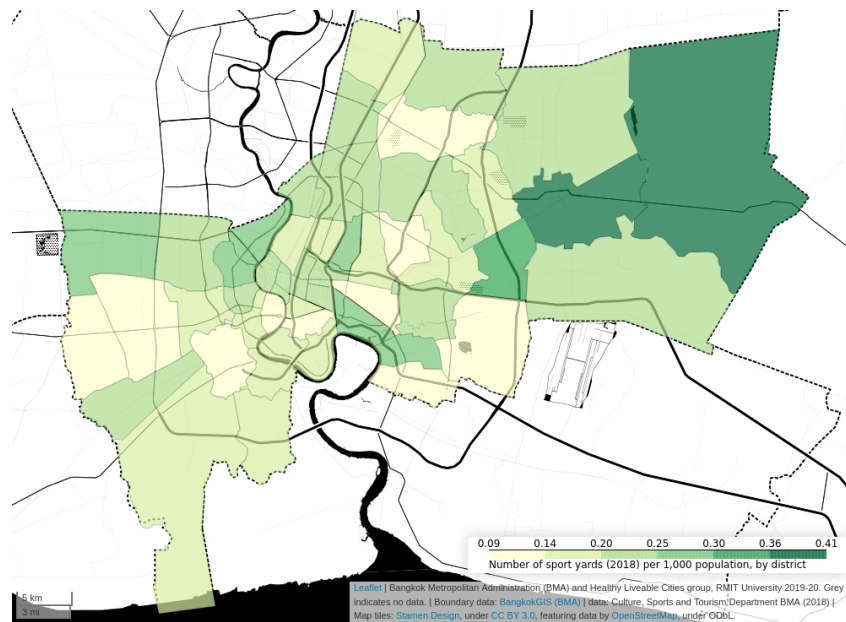 0.09 0.14 0.20 0.25 0.30 0.36 0.41
Number of sport yards (2018) per 1,000 population, by district
5 km
3 mi
Leaflet | Bangkok Metropolitan Administration (BMA) and Healthy Liveable Cities group, RMIT University 2019-20. Grey
indicates no data. | Boundary data: BangkokGIS (BMA) | data: Culture, Sports and Tourism Department BMA (2018) |
Map tiles: Stamen Design, under CC BY 3.0, featuring data by OpenStreetMap, under ODbL.